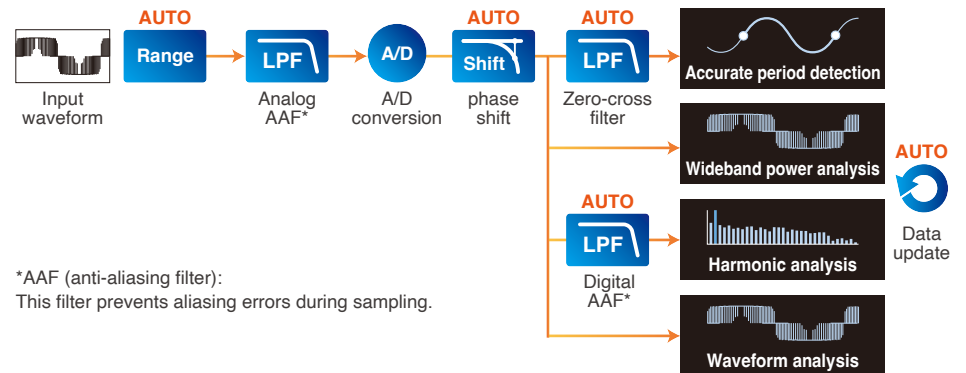 AUTO
Range
Input
waveform
LPF
Analog
AAF*
A/D
A/D
conversion
AUTO
Shift
phase
shift
AUTO
LPF
Zero-cross
filter
Accurate period detection
Wideband power analysis
AUTO
LPF
Digital
AAF*
Harmonic analysis
Waveform analysis
AUTO
Data
update
*AAF (anti-aliasing filter):
This filter prevents aliasing errors during sampling.